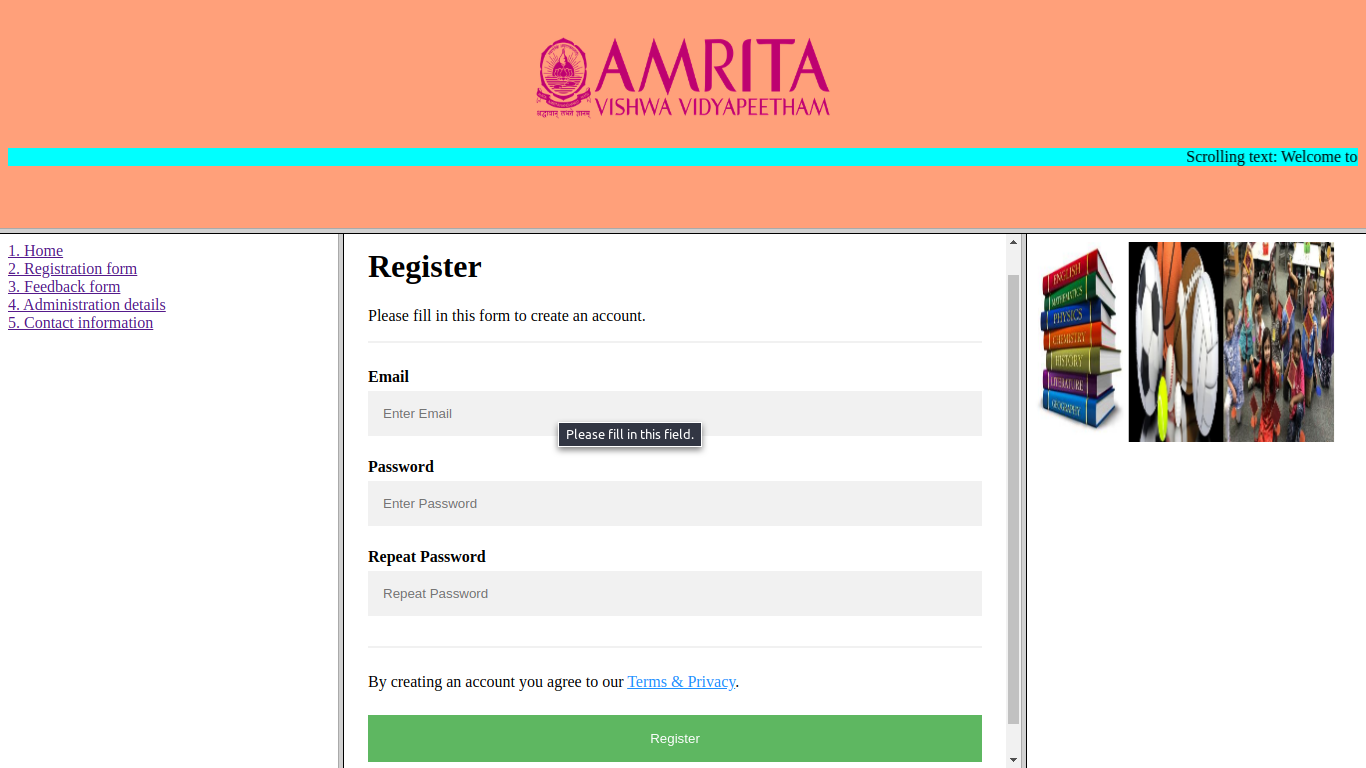 AMRITA
VISHWA VIDYAPEETHAM
श्रद्धावान् लभते ज्ञानम्
Scrolling text: Welcome to
1. Home
2. Registration form
3. Feedback form
4. Administration details
5. Contact information
Register
Please fill in this form to create an account.
Email
Enter Email
Please fill in this field.
Password
Enter Password
Repeat Password
Repeat Password
By creating an account you agree to our Terms & Privacy.
Register
ENGLISH
MATHEMATICS
PHYSICS
CHEMISTRY
HISTORY
LITERATURE
GEOGRAPHY